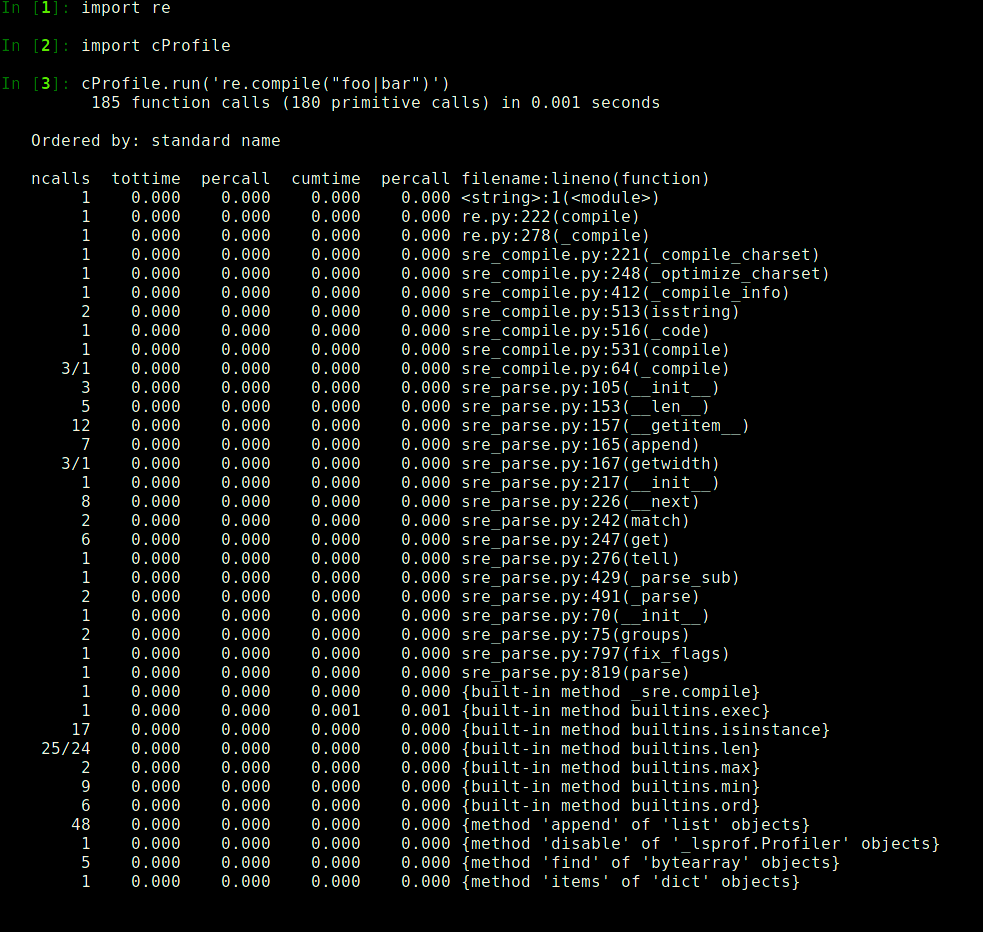 In [1]: import re
In [2]: import cProfile
In [3]: cProfile.run('re.compile("foo|bar")')
         185 function calls (180 primitive calls) in 0.001 seconds
   Ordered by: standard name
   ncalls  tottime  percall  cumtime  percall filename:lineno(function)
        1    0.000    0.000    0.000    0.000 <string>:1(<module>)
        1    0.000    0.000    0.000    0.000 re.py:222(compile)
        1    0.000    0.000    0.000    0.000 re.py:278(_compile)
        1    0.000    0.000    0.000    0.000 sre_compile.py:221(_compile_charset)
        1    0.000    0.000    0.000    0.000 sre_compile.py:248(_optimize_charset)
        1    0.000    0.000    0.000    0.000 sre_compile.py:412(_compile_info)
        2    0.000    0.000    0.000    0.000 sre_compile.py:513(isstring)
        1    0.000    0.000    0.000    0.000 sre_compile.py:516(_code)
        1    0.000    0.000    0.000    0.000 sre_compile.py:531(compile)
      3/1    0.000    0.000    0.000    0.000 sre_compile.py:64(_compile)
        3    0.000    0.000    0.000    0.000 sre_parse.py:105(__init__)
        5    0.000    0.000    0.000    0.000 sre_parse.py:153(__len__)
       12    0.000    0.000    0.000    0.000 sre_parse.py:157(__getitem__)
        7    0.000    0.000    0.000    0.000 sre_parse.py:165(append)
      3/1    0.000    0.000    0.000    0.000 sre_parse.py:167(getwidth)
        1    0.000    0.000    0.000    0.000 sre_parse.py:217(__init__)
        8    0.000    0.000    0.000    0.000 sre_parse.py:226(__next)
        2    0.000    0.000    0.000    0.000 sre_parse.py:242(match)
        6    0.000    0.000    0.000    0.000 sre_parse.py:247(get)
        1    0.000    0.000    0.000    0.000 sre_parse.py:276(tell)
        1    0.000    0.000    0.000    0.000 sre_parse.py:429(_parse_sub)
        2    0.000    0.000    0.000    0.000 sre_parse.py:491(_parse)
        1    0.000    0.000    0.000    0.000 sre_parse.py:70(__init__)
        2    0.000    0.000    0.000    0.000 sre_parse.py:75(groups)
        1    0.000    0.000    0.000    0.000 sre_parse.py:797(fix_flags)
        1    0.000    0.000    0.000    0.000 sre_parse.py:819(parse)
        1    0.000    0.000    0.000    0.000 {built-in method _sre.compile}
        1    0.000    0.000    0.001    0.001 {built-in method builtins.exec}
       17    0.000    0.000    0.000    0.000 {built-in method builtins.isinstance}
    25/24    0.000    0.000    0.000    0.000 {built-in method builtins.len}
        2    0.000    0.000    0.000    0.000 {built-in method builtins.max}
        9    0.000    0.000    0.000    0.000 {built-in method builtins.min}
        6    0.000    0.000    0.000    0.000 {built-in method builtins.ord}
       48    0.000    0.000    0.000    0.000 {method 'append' of 'list' objects}
        1    0.000    0.000    0.000    0.000 {method 'disable' of '_lsprof.Profiler' objects}
        5    0.000    0.000    0.000    0.000 {method 'find' of 'bytearray' objects}
        1    0.000    0.000    0.000    0.000 {method 'items' of 'dict' objects}